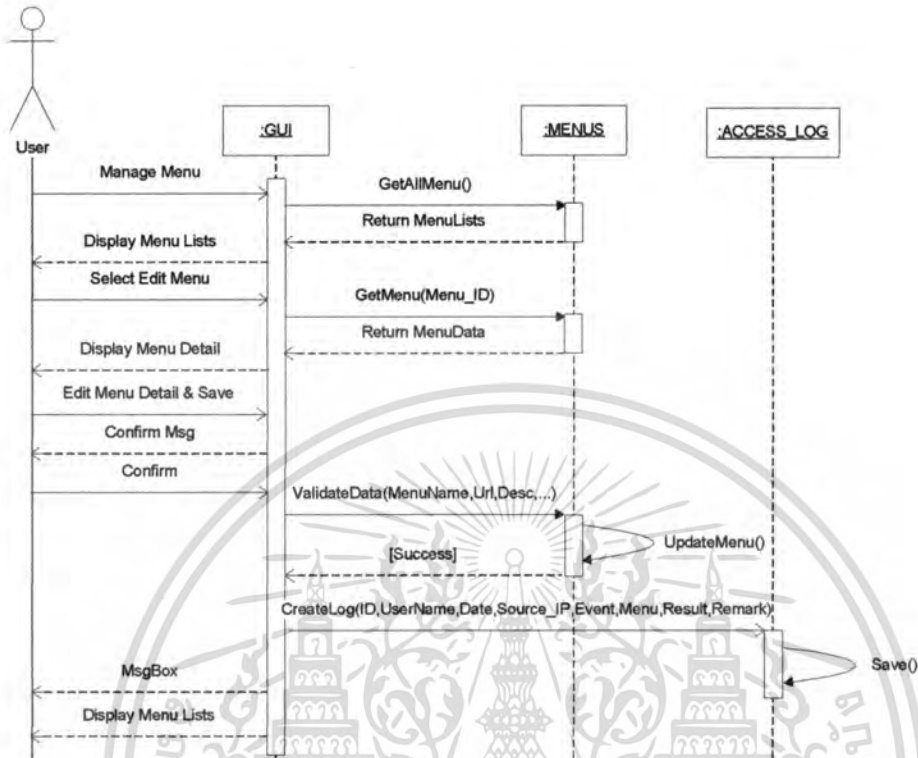 :GUI
:MENUS
:ACCESS_LOG
User
Manage Menu
GetAllMenu()
Return MenuLists
Display Menu Lists
Select Edit Menu
GetMenu(Menu_ID)
Return MenuData
Display Menu Detail
Edit Menu Detail & Save
Confirm Msg
Confirm
ValidateData(MenuName,Url,Desc,...)
UpdateMenu()
[Success]
CreateLog(ID,UserName,Date,Source_IP,Event,Menu,Result,Remark)
Save()
MsgBox
Display Menu Lists